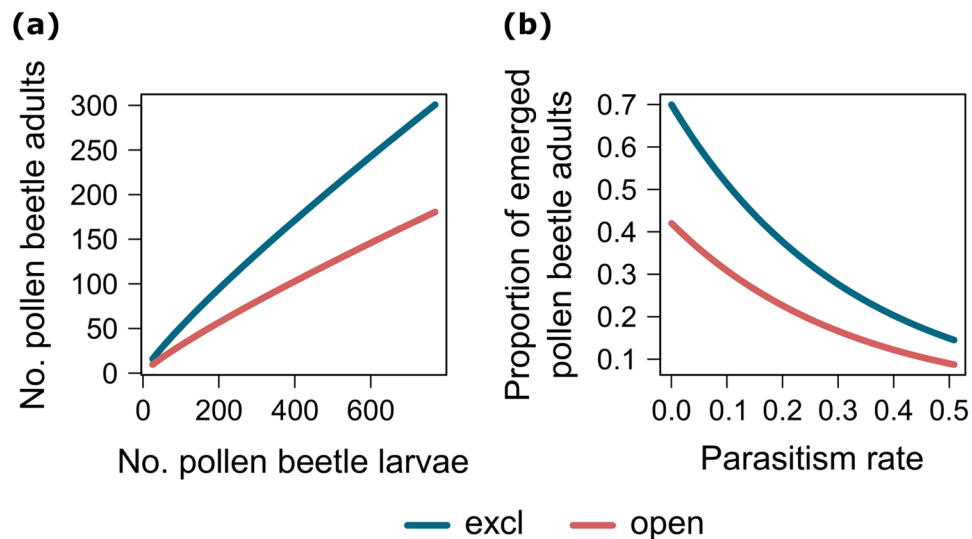 (a)
No. pollen beetle adults
300
250
200
150
100
50
0
0 200 400 600
No. pollen beetle larvae
(b)
Proportion of emerged
pollen beetle adults
0.7
0.6
0.5
0.4
0.3
0.2
0.1
0.0 0.1 0.2 0.3 0.4 0.5
Parasitism rate
excl open